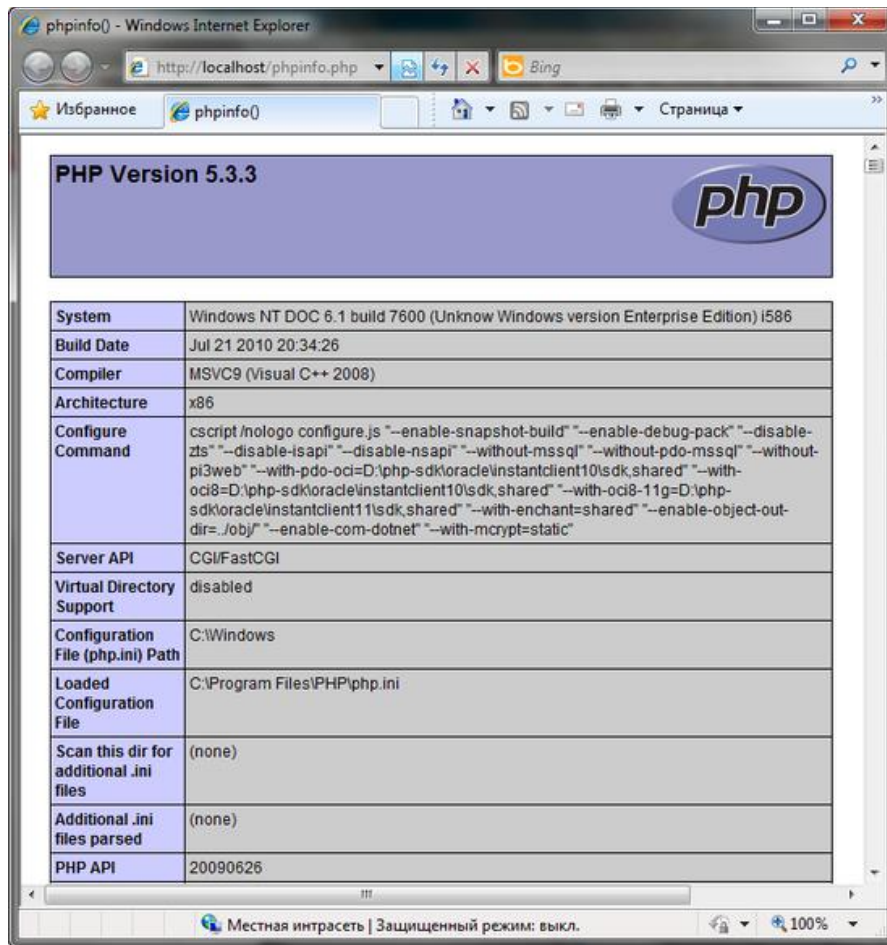 phpinfo() - Windows Internet Explorer
http://localhost/phpinfo.php
Bing
Избранное
phpinfo()
Страница
PHP Version 5.3.3
php
System Windows NT DOC 6.1 build 7600 (Unknow Windows version Enterprise Edition) i586
Build Date Jul 21 2010 20:34:26
Compiler MSVC9 (Visual C++ 2008)
Architecture x86
Configure Command
cscript /nologo configure.js "--enable-snapshot-build" "--enable-debug-pack" "--disable-
zts" "--disable-isapi" "--disable-nsapi" "--without-mssql" "--without-pdo-mssql" "--without-
pi3web" "--with-pdo-oci=D:\php-sdk\oracle\instantclient10\sdk,shared" "--with-
oci8=D:\php-sdk\oracle\instantclient10\sdk,shared" "--with-oci8-11g=D:\php-
sdk\oracle\instantclient11\sdk,shared" "--with-enchant=shared" "--enable-object-out-
dir=../obj/" "--enable-com-dotnet" "--with-mcrypt=static"
Server API CGI/FastCGI
Virtual Directory
Support
disabled
Configuration
File (php.ini) Path
C:\Windows
Loaded
Configuration
File
C:\Program Files\PHP\php.ini
Scan this dir for
additional .ini
files
(none)
Additional .ini
files parsed
(none)
PHP API 20090626
Местная интрасеть | Защищенный режим: выкл.
100%